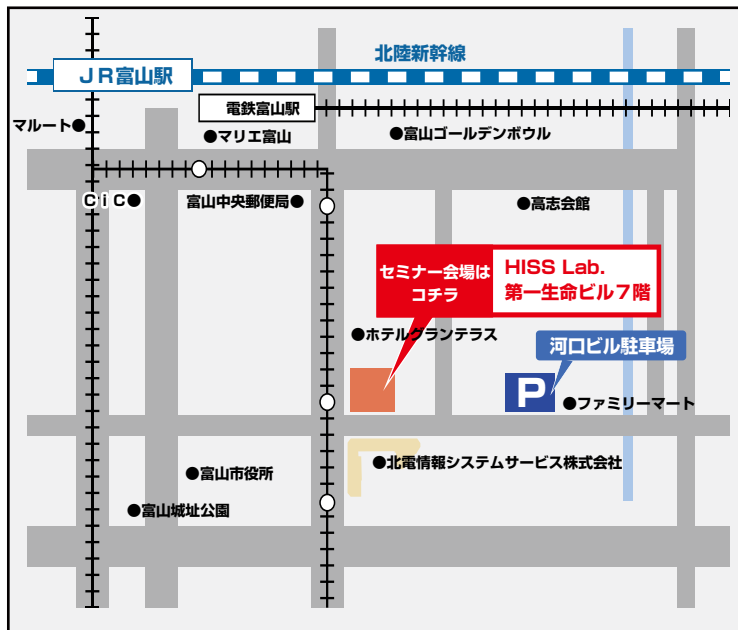 北陸新幹線
ＪＲ富山駅
電鉄富山駅
マルート●
●マリエ富山
●富山ゴールデンボウル
ＣｉＣ●
富山中央郵便局●
●高志会館
セミナー会場は
コチラ
HISS Lab.
第一生命ビル７階
●ホテルグランテラス
河口ビル駐車場
P
●ファミリーマート
●富山市役所
●北電情報システムサービス株式会社
●富山城址公園